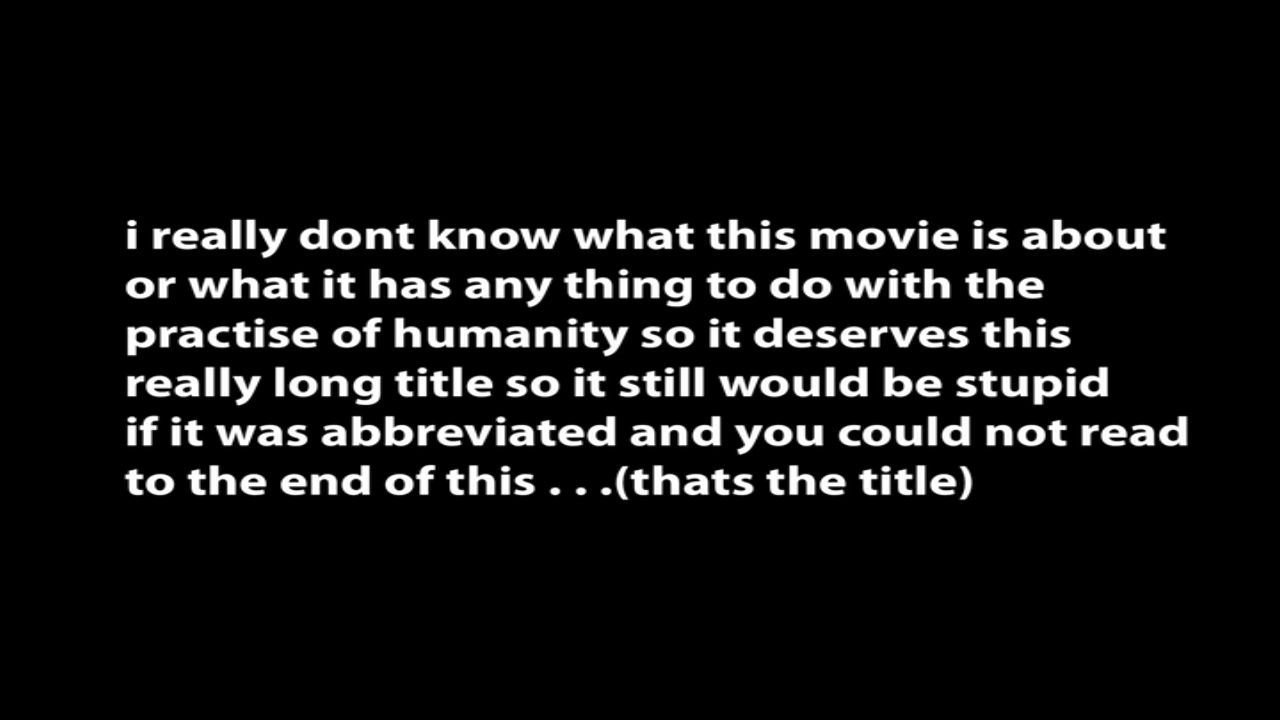 i really dont know what this movie is about
or what it has any thing to do with the
practise of humanity so it deserves this
really long title so it still would be stupid
if it was abbreviated and you could not read
to the end of this . . .(thats the title)